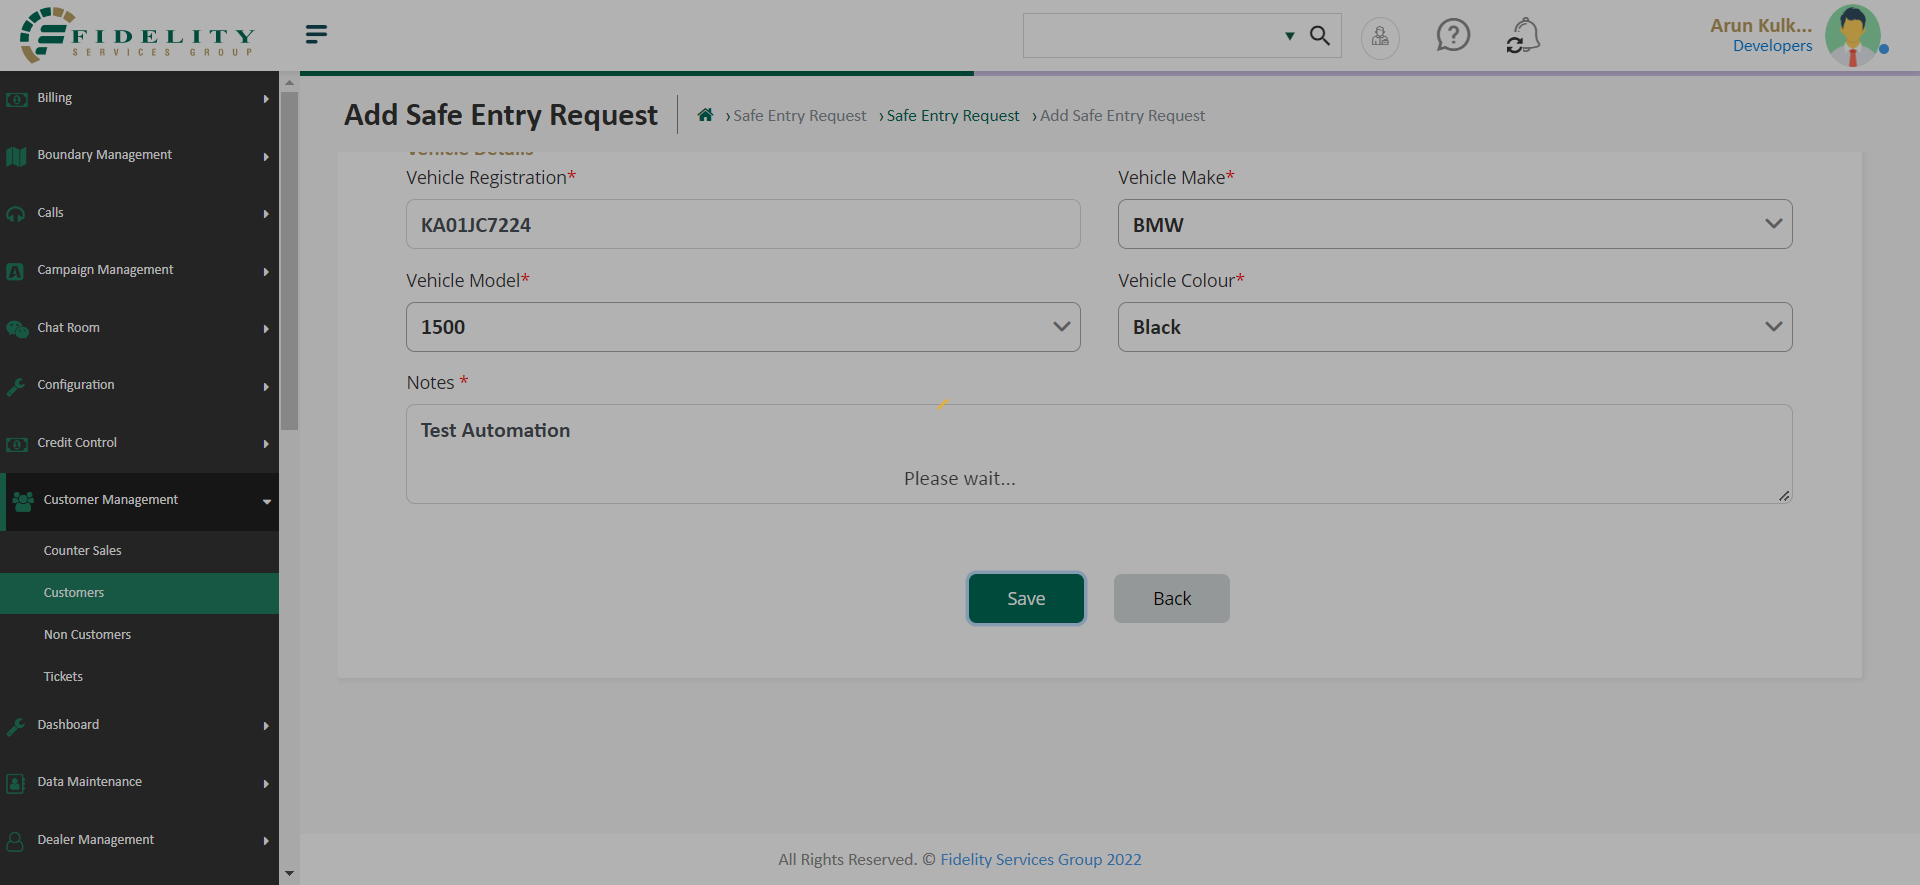 FIDELITY
SERVICES GROUP
Arun Kulk...
Developers
Billing
Boundary Management
Calls
Campaign Management
Chat Room
Configuration
Credit Control
Customer Management
Counter Sales
Customers
Non Customers
Tickets
Dashboard
Data Maintenance
Dealer Management
Add Safe Entry Request
› Safe Entry Request › Safe Entry Request › Add Safe Entry Request
Vehicle Details
Vehicle Registration*
Vehicle Make*
KA01JC7224
BMW
Vehicle Model*
Vehicle Colour*
1500
Black
Notes *
Test Automation
Please wait...
Save
Back
All Rights Reserved. © Fidelity Services Group 2022